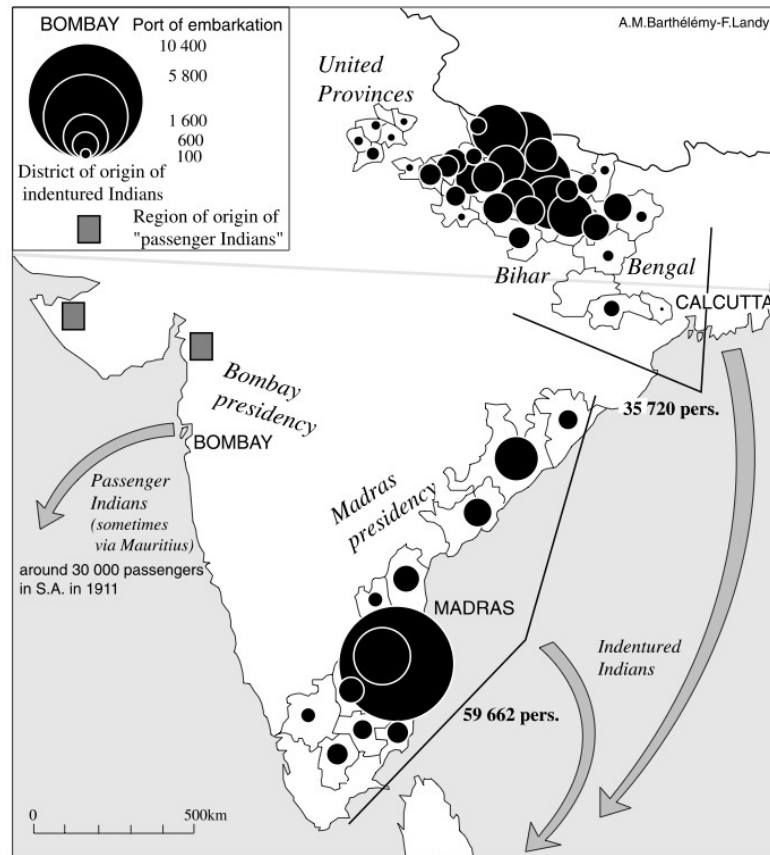 BOMBAY Port of embarkation
10 400
5 800
1 600
600
100
District of origin of
indentured Indians
Region of origin of
"passenger Indians"
A.M.Barthélémy-F.Landy
United
Provinces
Bihar
Bengal
CALCUTTA
35 720 pers.
Bombay
presidency
BOMBAY
Passenger
Indians
(sometimes
via Mauritius)
around 30 000 passengers
in S.A. in 1911
Madras
presidency
MADRAS
59 662 pers.
Indentured
Indians
0 500km